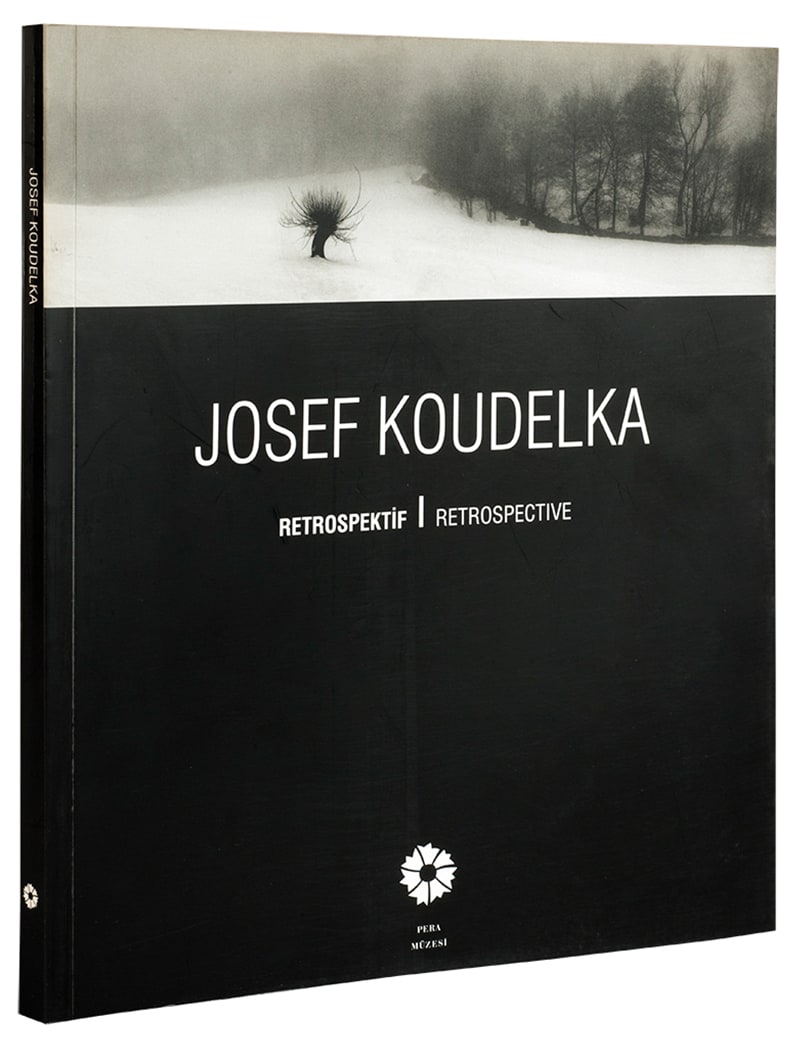 JOSEF KOUDELKA
JOSEF KOUDELKA
RETROSPEKTİF | RETROSPECTIVE
PERA
MÜZESİ